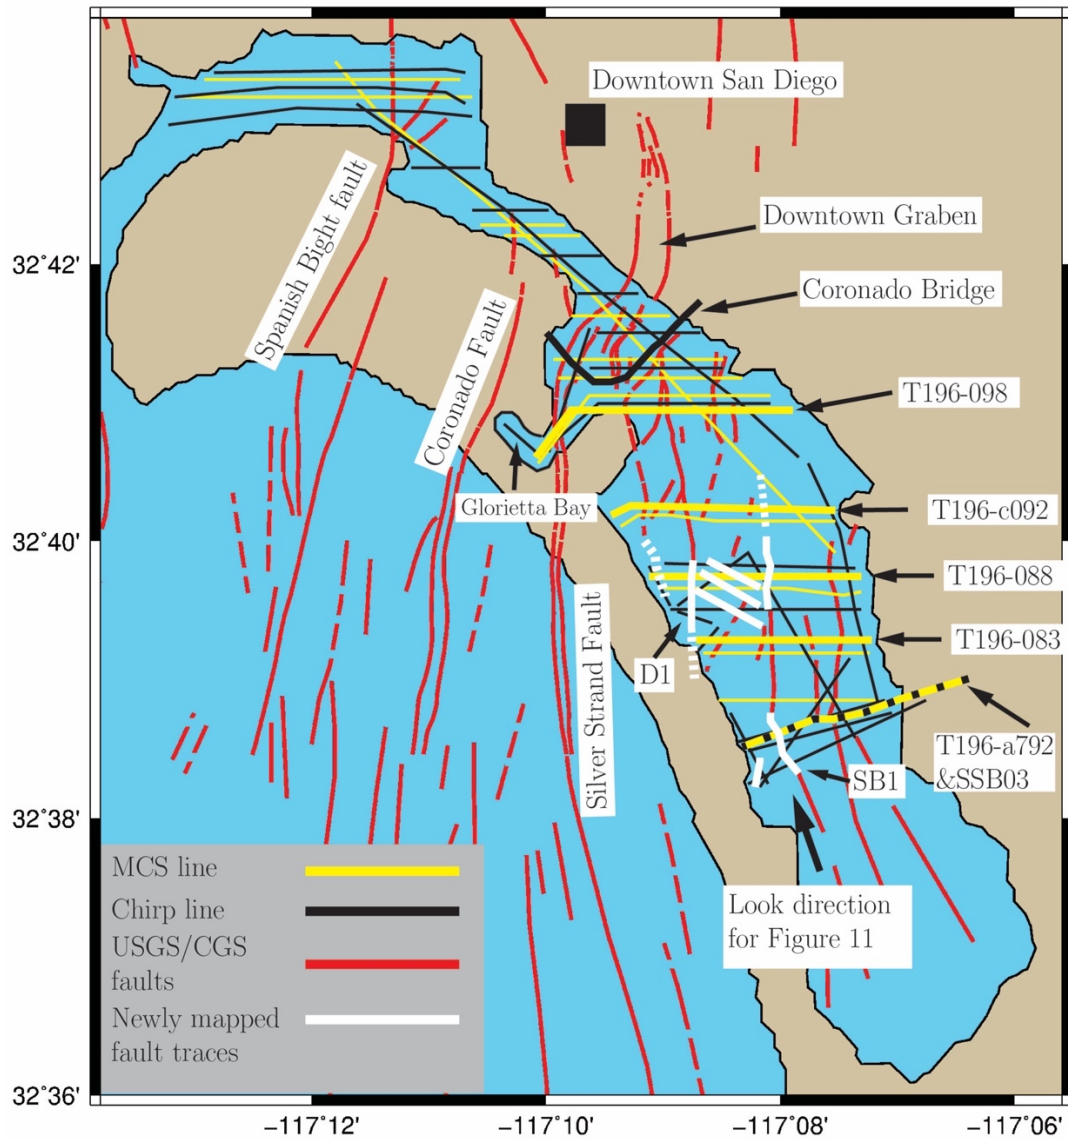 Downtown San Diego
Spanish Bight fault
Downtown Graben
32˚42'
Coronado Bridge
Coronado Fault
T196-098
Glorietta Bay
T196-c092
32˚40'
T196-088
Silver Strand Fault
T196-083
D1
T196-a792
&SSB03
SB1
32˚38'
MCS line
Chirp line
USGS/CGS
faults
Newly mapped
fault traces
Look direction
for Figure 11
32˚36'
−117˚12'
−117˚10'
−117˚08'
−117˚06'